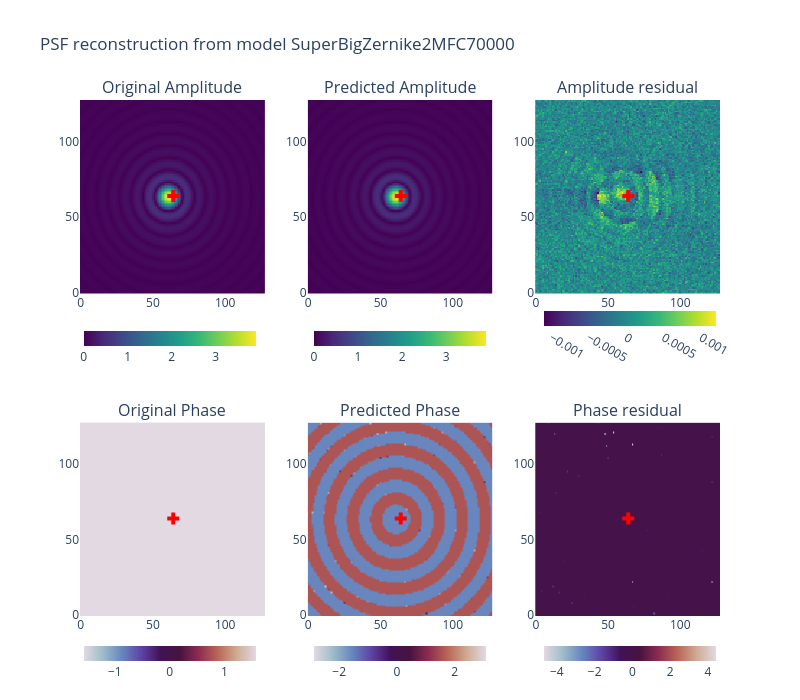 PSF reconstruction from model SuperBigZernike2MFC70000
Original Amplitude
Predicted Amplitude
Amplitude residual
100
50
0
0 50 100
100
50
0
0 50 100
100
50
0
0 50 100
0 1 2 3
0 1 2 3
−0.001 −0.0005 0 0.0005 0.001
Original Phase
Predicted Phase
Phase residual
100
50
0
0 50 100
100
50
0
0 50 100
100
50
0
0 50 100
−1 0 1
−2 0 2
−4 −2 0 2 4